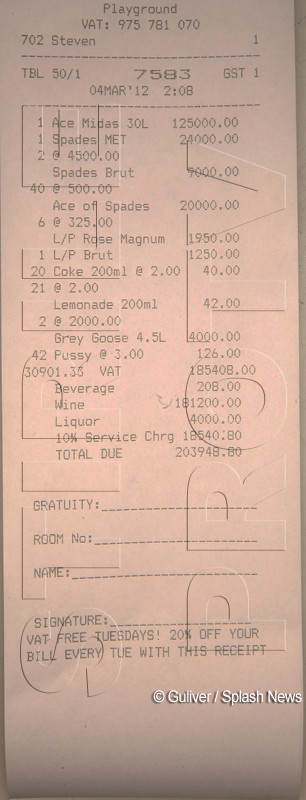 Playground
VAT: 975 781 070
702 Steven 1
TBL 50/1 7583 GST 1
04MAR'12 2:08
1 Ace Midas 30L 125000.00
1 Spades MET 24000.00
2 @ 4500.00
Spades Brut 9000.00
40 @ 500.00
Ace of Spades 20000.00
6 @ 325.00
L/P Rose Magnum 1950.00
1 L/P Brut 1250.00
20 Coke 200ml @ 2.00 40.00
21 @ 2.00
Lemonade 200ml 42.00
2 @ 2000.00
Grey Goose 4.5L 4000.00
42 Pussy @ 3.00 126.00
30901.33 VAT 185408.00
Beverage 208.00
Wine 181200.00
Liquor 4000.00
10% Service Chrg 18540.80
TOTAL DUE 203948.80
GRATUITY:
ROOM No:
NAME:
SIGNATURE:
VAT FREE TUESDAYS! 20% OFF YOUR
BILL EVERY TUE WITH THIS RECEIPT
© Guliver / Splash News